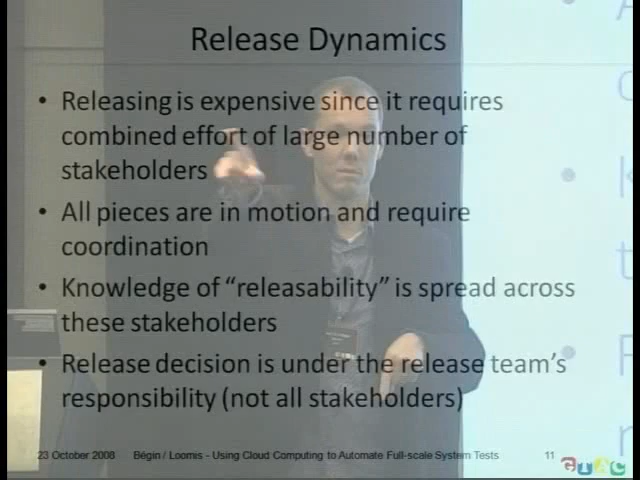 Release Dynamics
• Releasing is expensive since it requires
combined effort of large number of
stakeholders
• All pieces are in motion and require
coordination
• Knowledge of “releasability” is spread across
these stakeholders
• Release decision is under the release team’s
responsibility (not all stakeholders)
23 October 2008
Bégin / Loomis - Using Cloud Computing to Automate Full-scale System Tests
11
GTAC